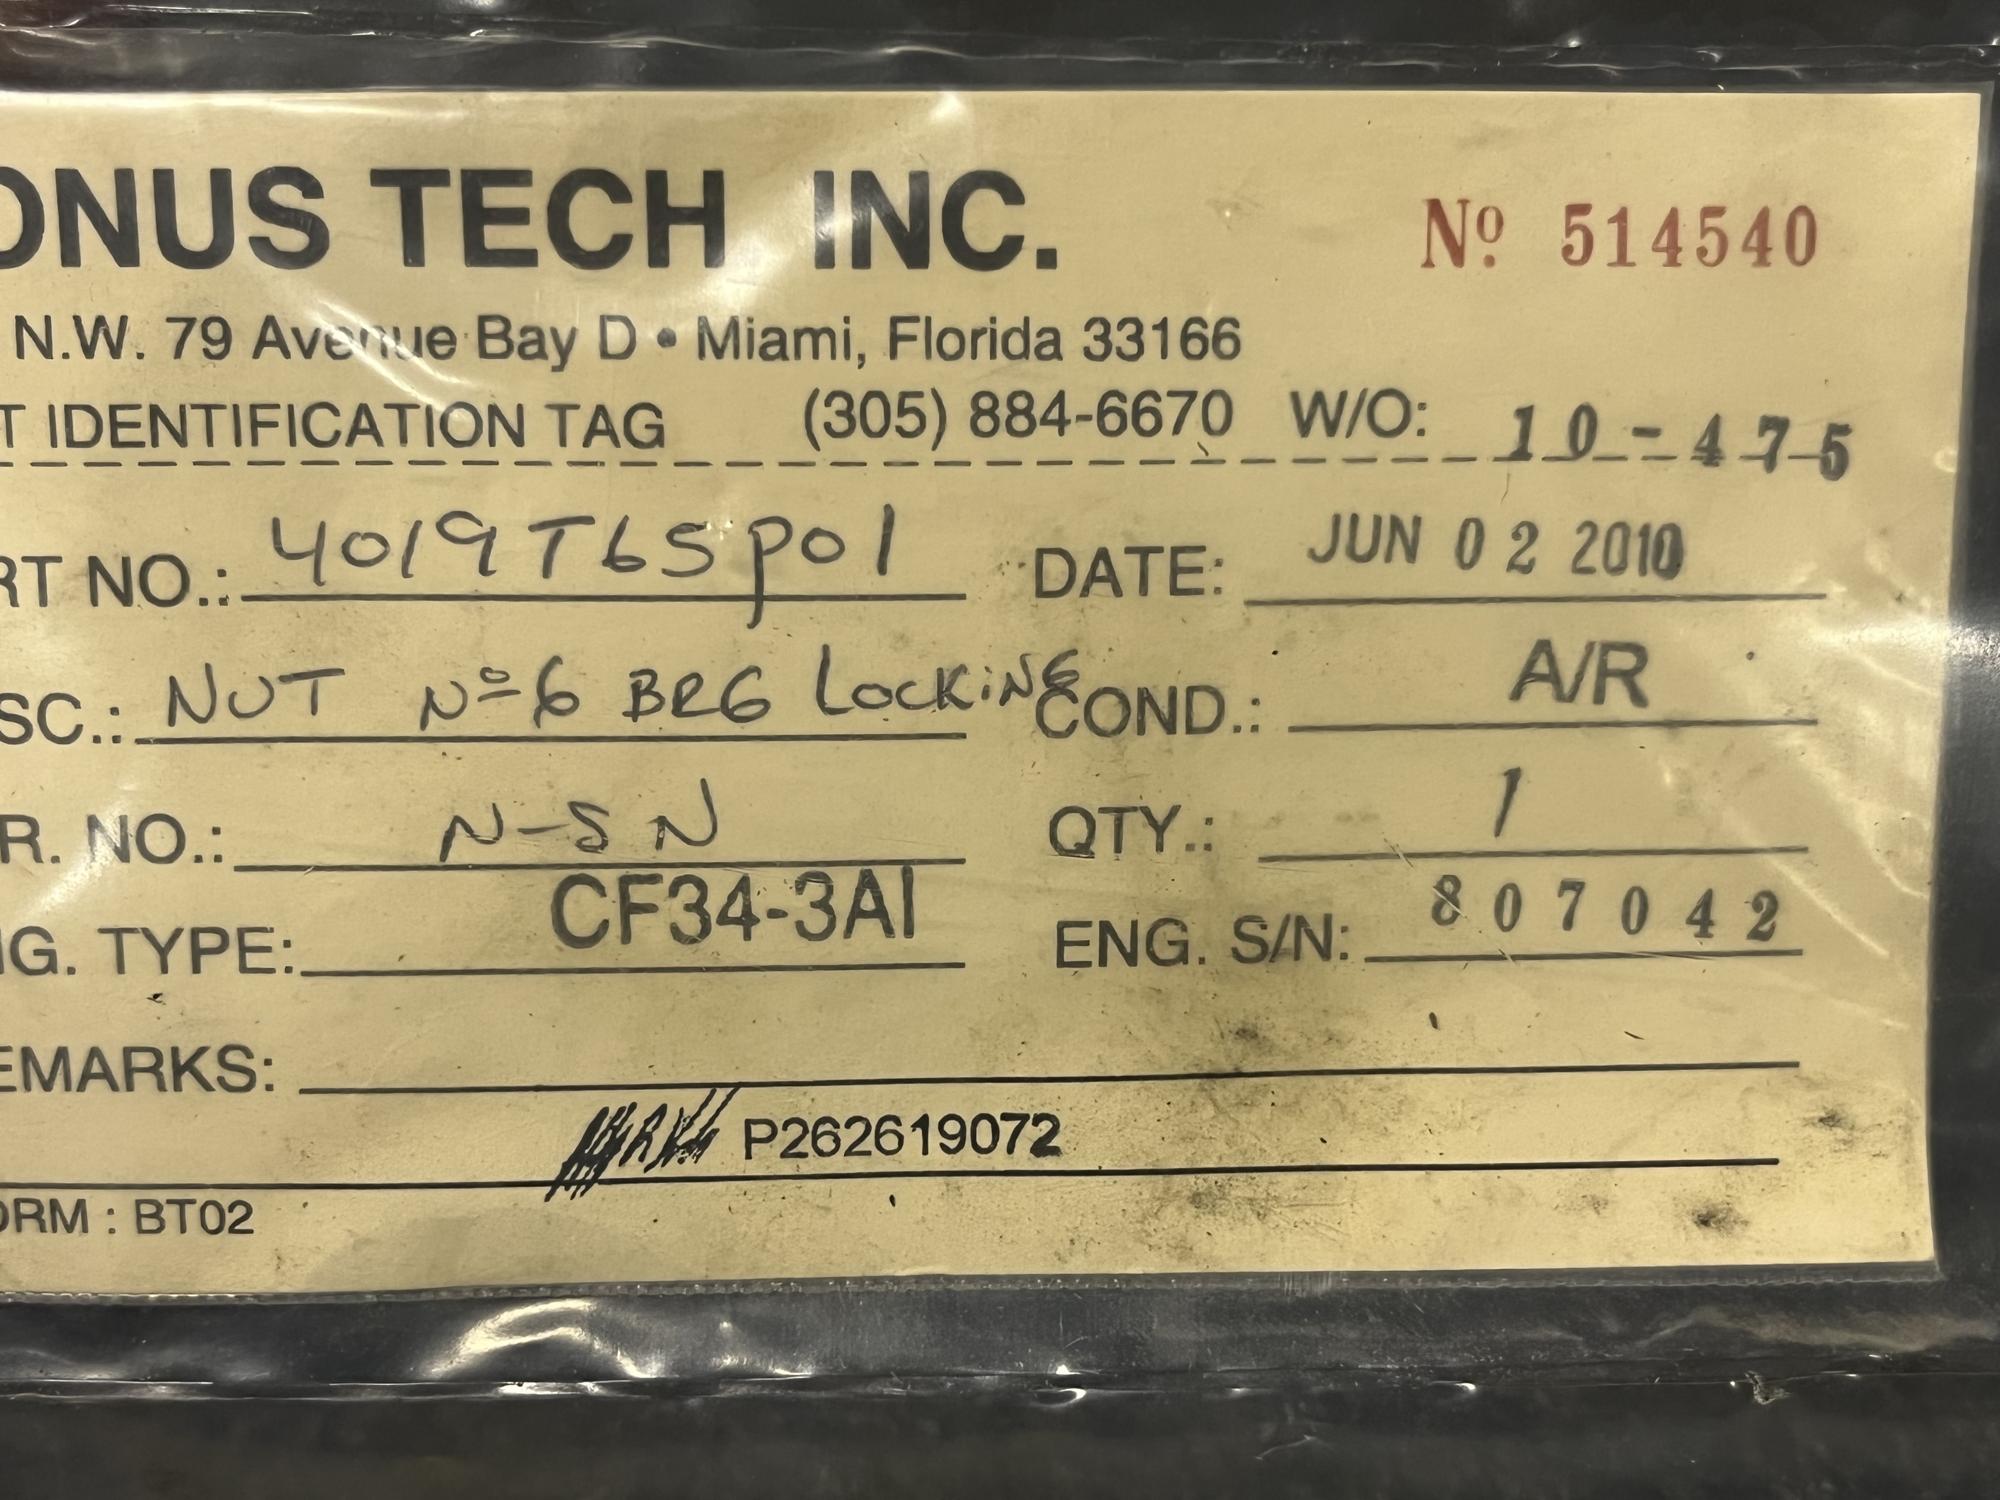 ONUS TECH INC. Nº 514540
N.W. 79 Avenue Bay D • Miami, Florida 33166
T IDENTIFICATION TAG (305) 884-6670 W/O: 10-475
RT NO.: 4019T65P01 DATE: JUN 02 2010
SC.: NUT Nº6 BRG LOCKING COND.: A/R
R. NO.: N-SN QTY.: 1
IG. TYPE: CF34-3A1 ENG. S/N: 807042
EMARKS:
P262619072
ORM : BT02